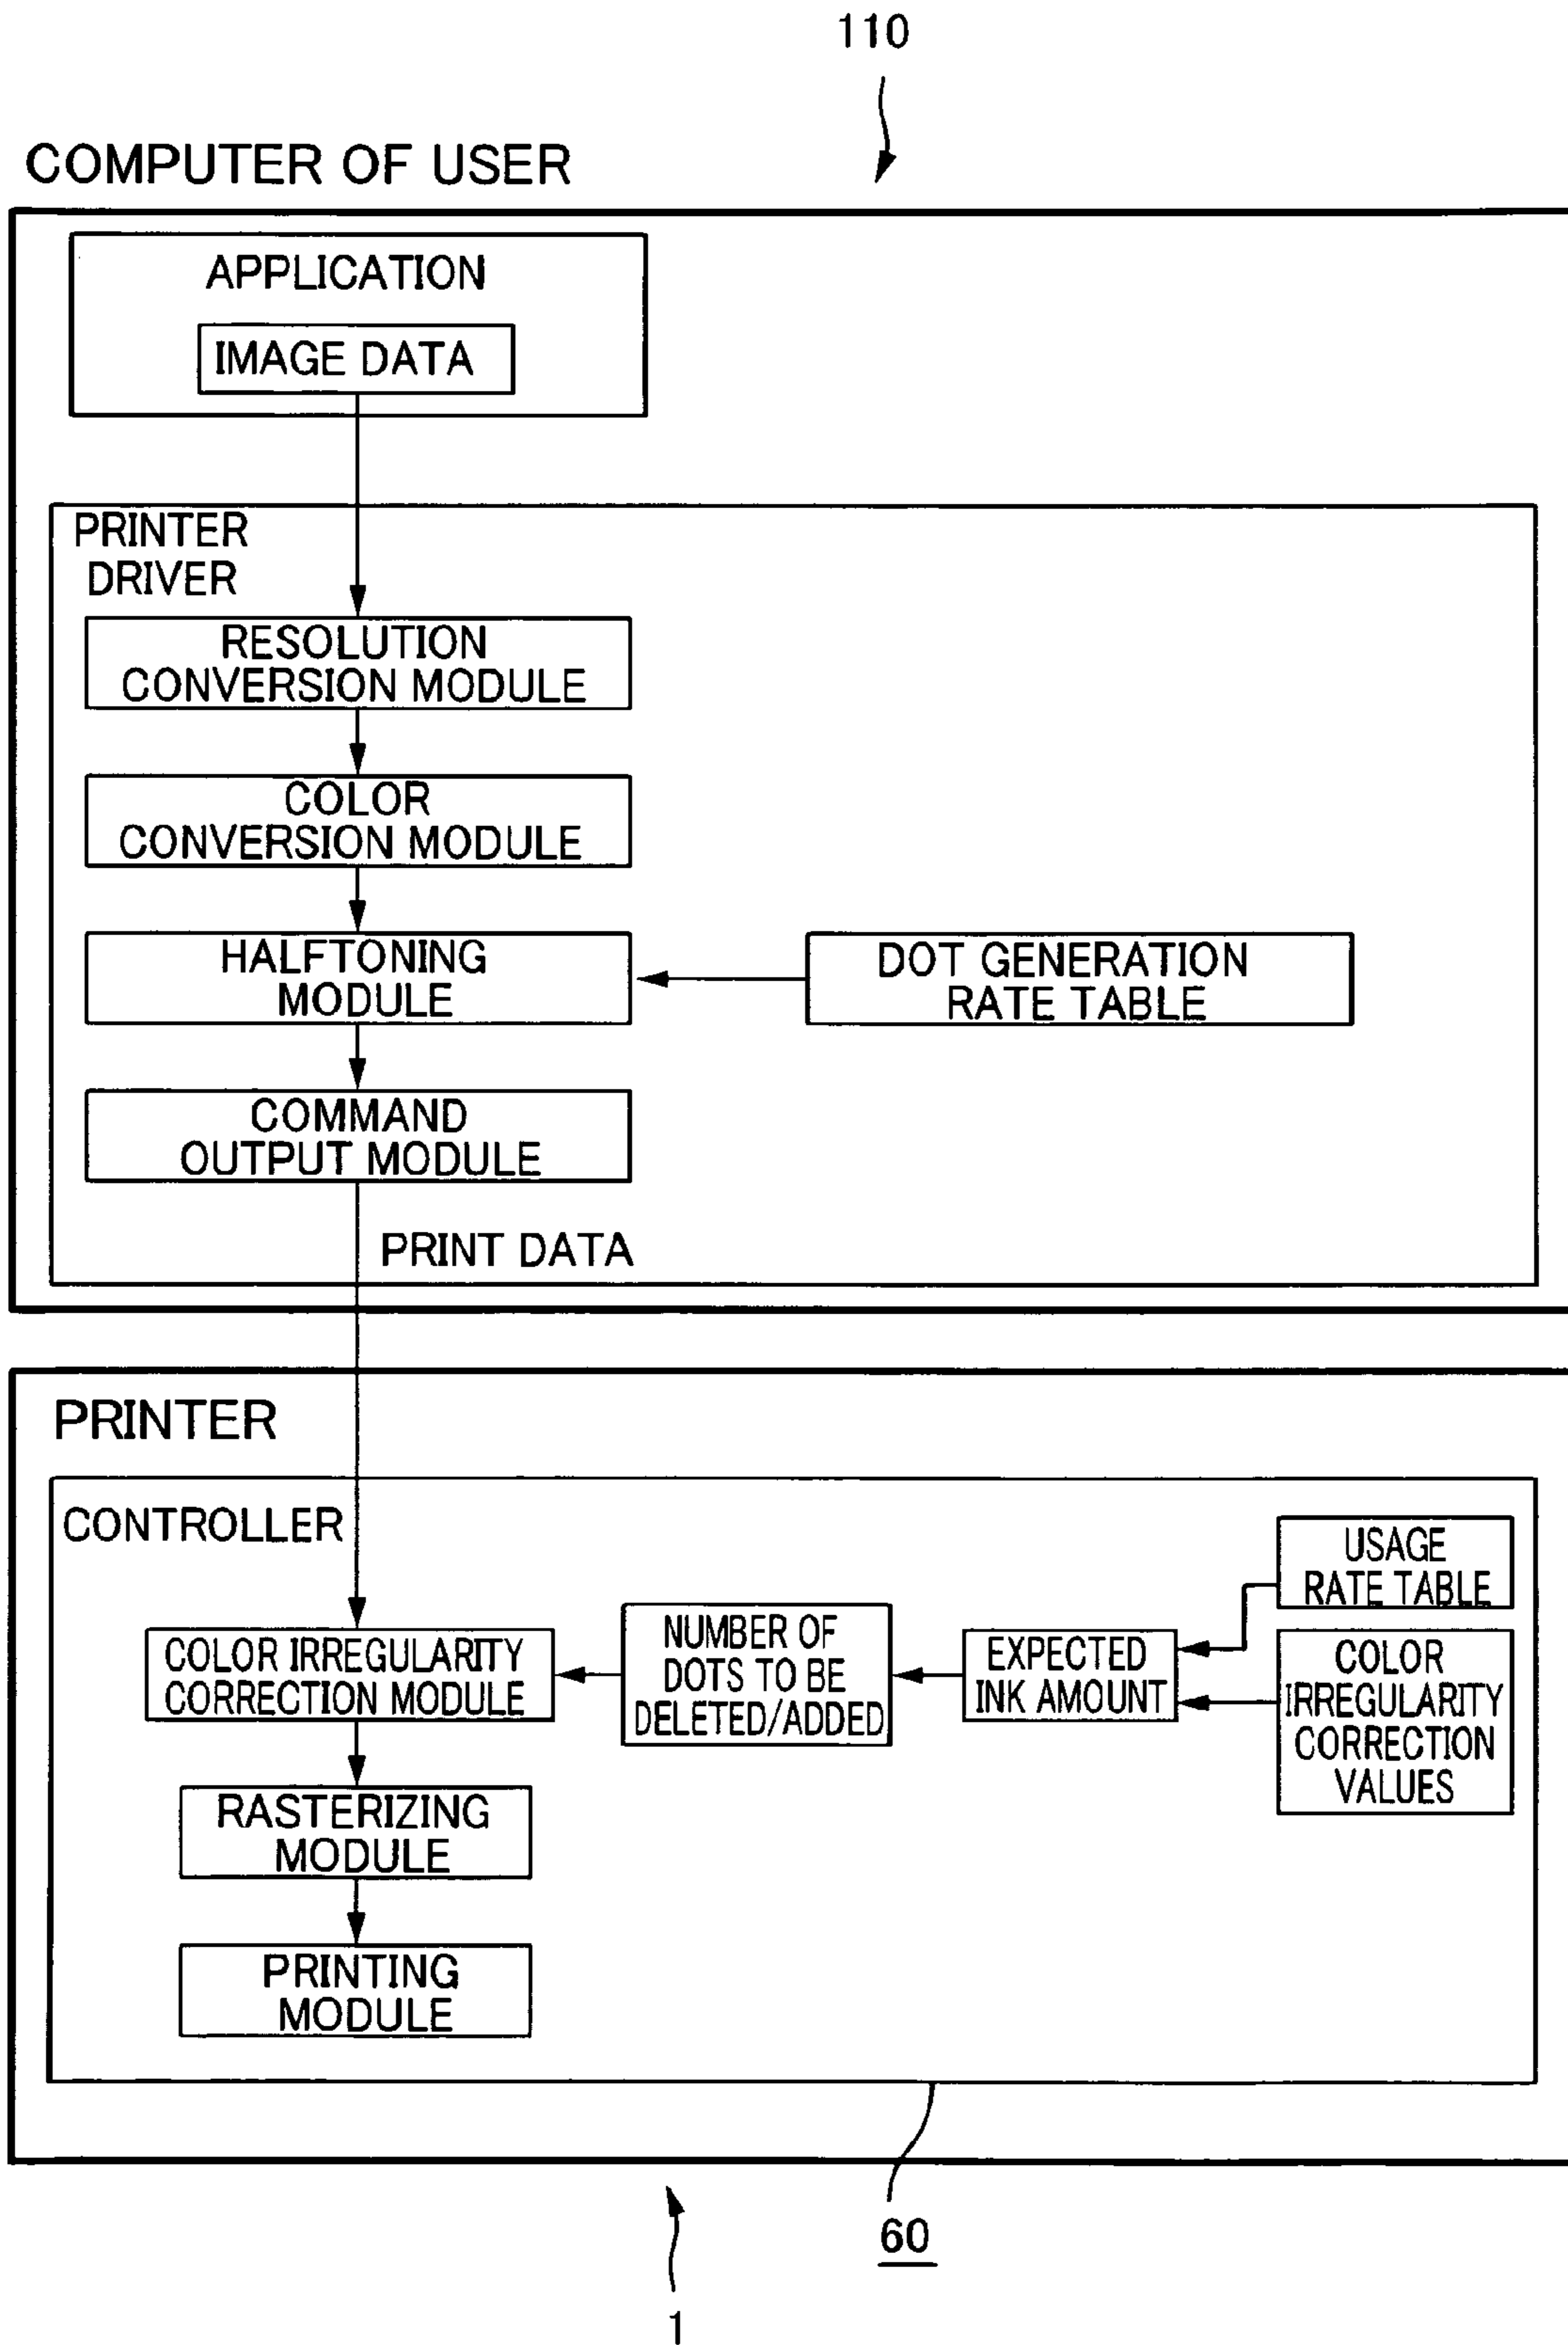 110
COMPUTER OF USER
APPLICATION
IMAGE DATA
PRINTER
DRIVER
RESOLUTION
CONVERSION MODULE
COLOR
CONVERSION MODULE
HALFTONING
MODULE
DOT GENERATION
RATE TABLE
COMMAND
OUTPUT MODULE
PRINT DATA
PRINTER
CONTROLLER
COLOR IRREGULARITY
CORRECTION MODULE
NUMBER OF
DOTS TO BE
DELETED/ADDED
EXPECTED
INK AMOUNT
USAGE
RATE TABLE
COLOR
IRREGULARITY
CORRECTION
VALUES
RASTERIZING
MODULE
PRINTING
MODULE
60
1